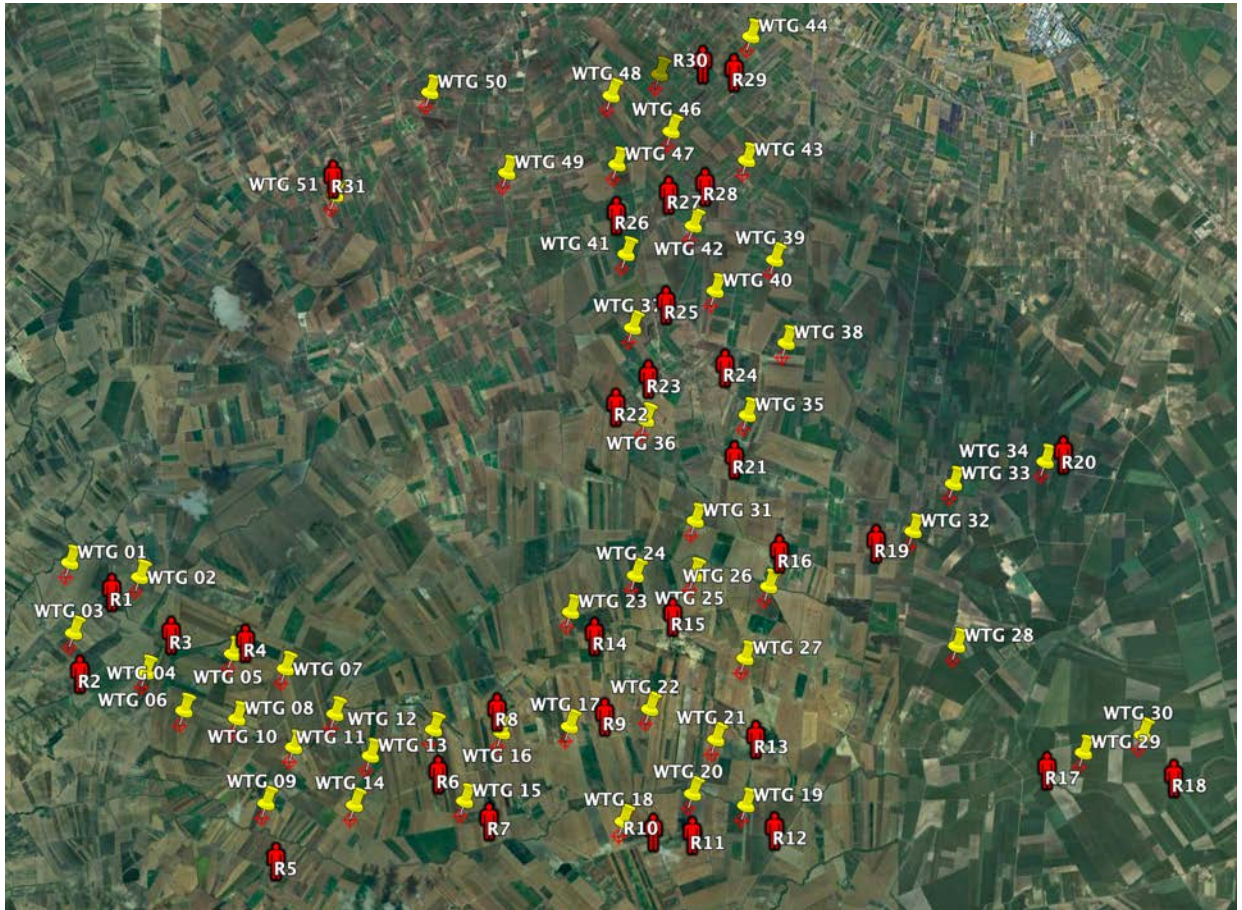 WTG 44
R30
R29
WTG 48
WTG 50
WTG 46
WTG 43
WTG 47
WTG 49
WTG 51
R31
R28
R27
R26
WTG 41
WTG 42
WTG 39
WTG 40
R25
WTG 37
WTG 38
R24
R23
R22
WTG 35
WTG 36
R21
WTG 34
R20
WTG 33
WTG 31
WTG 32
R19
R16
WTG 01
WTG 24
WTG 26
WTG 02
R1
WTG 25
WTG 23
WTG 03
R15
R14
R3
R4
WTG 28
WTG 27
WTG 07
WTG 04
WTG 05
R2
WTG 06
WTG 22
WTG 08
WTG 12
R8
WTG 17
R9
WTG 30
WTG 21
WTG 10
WTG 11
WTG 13
R13
WTG 29
WTG 16
R17
R6
R18
WTG 20
WTG 09
WTG 14
WTG 15
WTG 18
WTG 19
R7
R10
R11
R12
R5